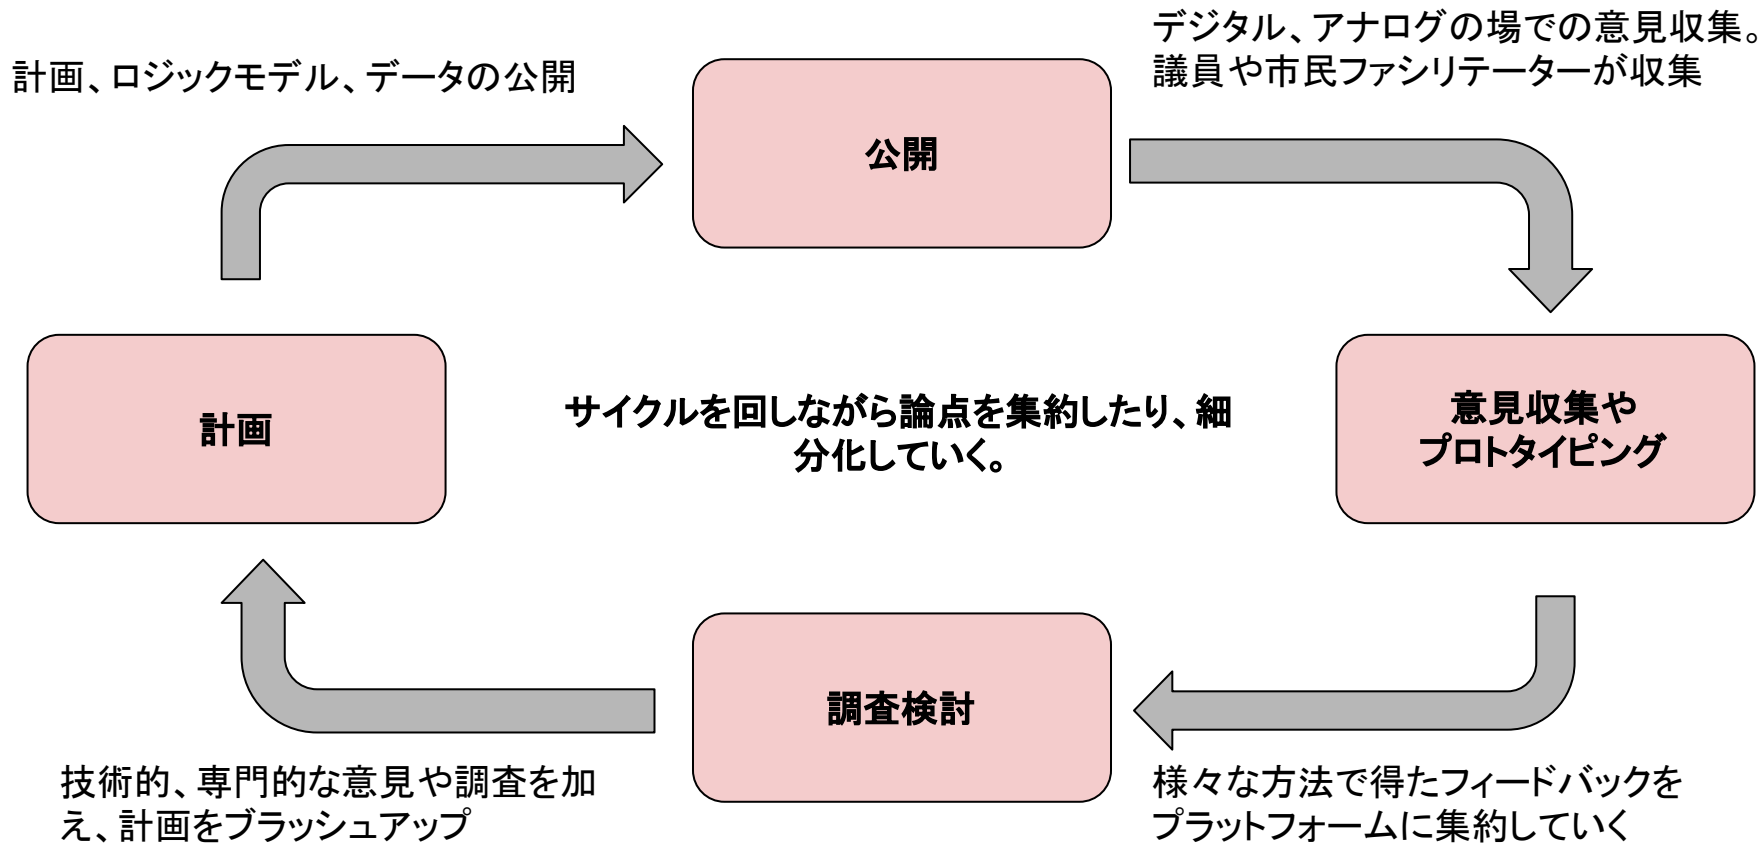 計画、ロジックモデル、データの公開
デジタル、アナログの場での意見収集。
議員や市民ファシリテーターが収集
公開
計画
サイクルを回しながら論点を集約したり、細
分化していく。
意見収集や
プロトタイピング
調査検討
技術的、専門的な意見や調査を加
え、計画をブラッシュアップ
様々な方法で得たフィードバックを
プラットフォームに集約していく